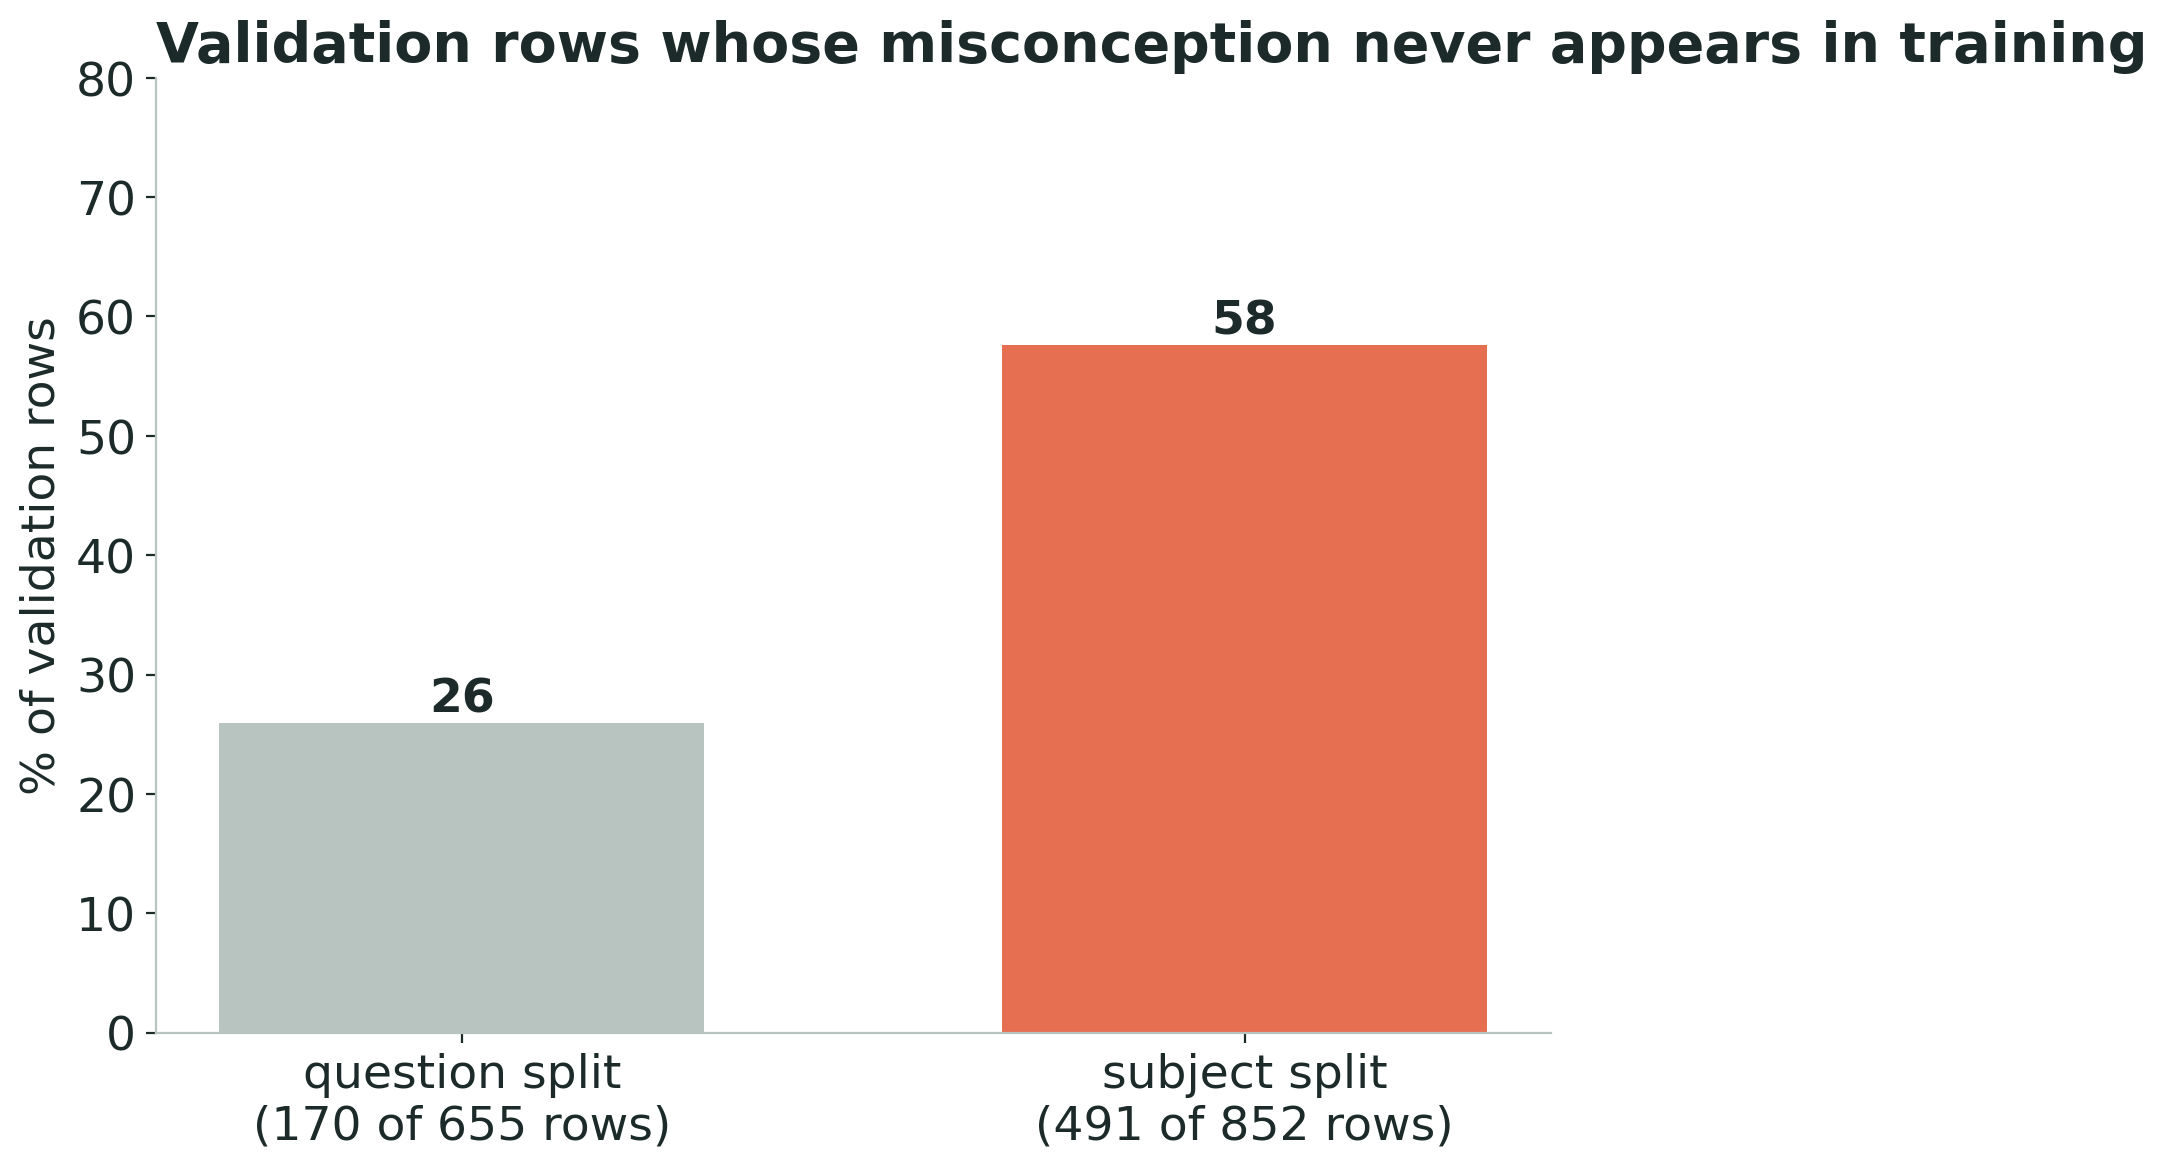 Validation rows whose misconception never appears in training
% of validation rows
80
70
60
50
40
30
20
10
0
26
58
question split
(170 of 655 rows)
subject split
(491 of 852 rows)